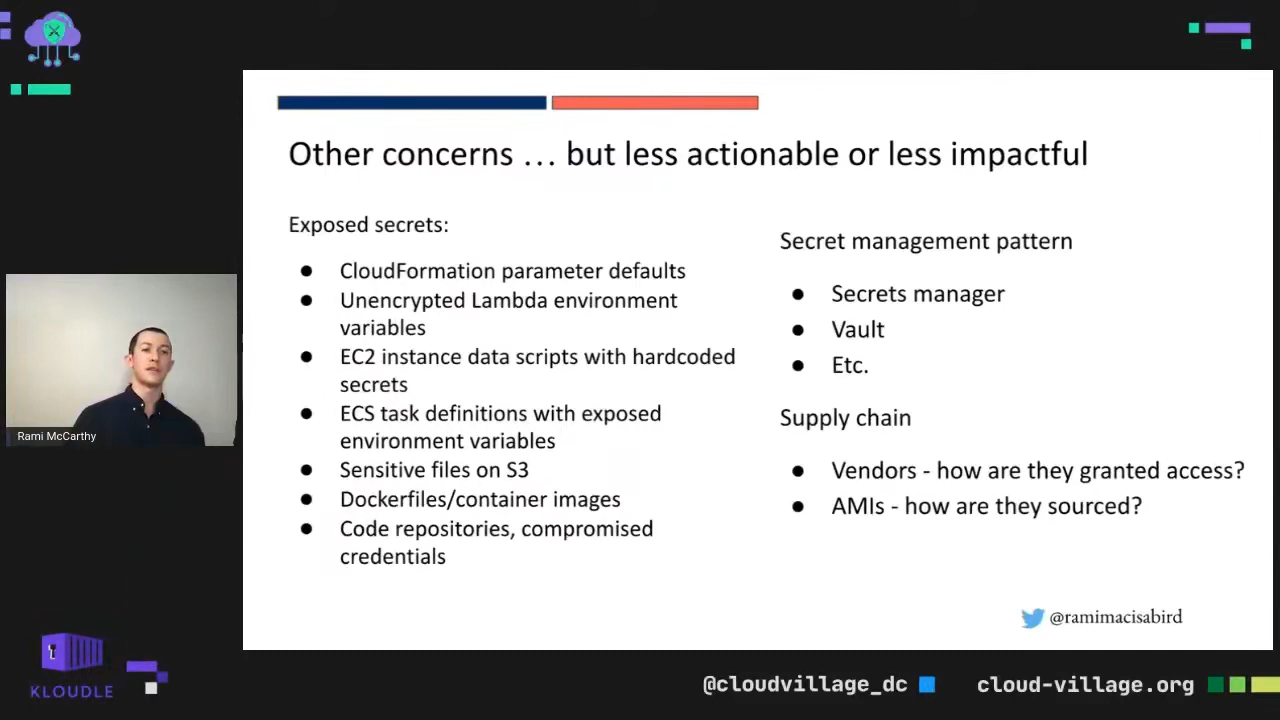 Other concerns … but less actionable or less impactful
Exposed secrets:
● CloudFormation parameter defaults
● Unencrypted Lambda environment
variables
● EC2 instance data scripts with hardcoded
secrets
● ECS task definitions with exposed
environment variables
● Sensitive files on S3
● Dockerfiles/container images
● Code repositories, compromised
credentials
Secret management pattern
● Secrets manager
● Vault
● Etc.
Supply chain
● Vendors - how are they granted access?
● AMIs - how are they sourced?
@ramimacisabird
Rami McCarthy
KLOUDLE
@cloudvillage_dc
cloud-village.org